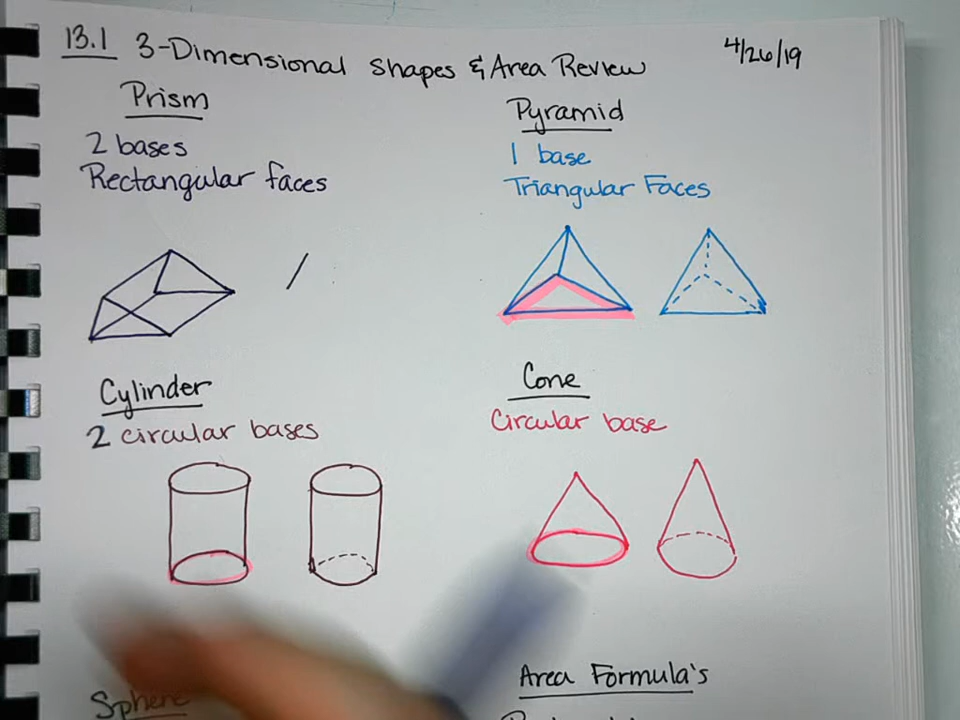 13.1 3-Dimensional Shapes & Area Review 4/26/19
Prism
2 bases
Rectangular faces
Pyramid
1 base
Triangular Faces
Cylinder
2 circular bases
Cone
Circular base
Sphere
Area Formula's